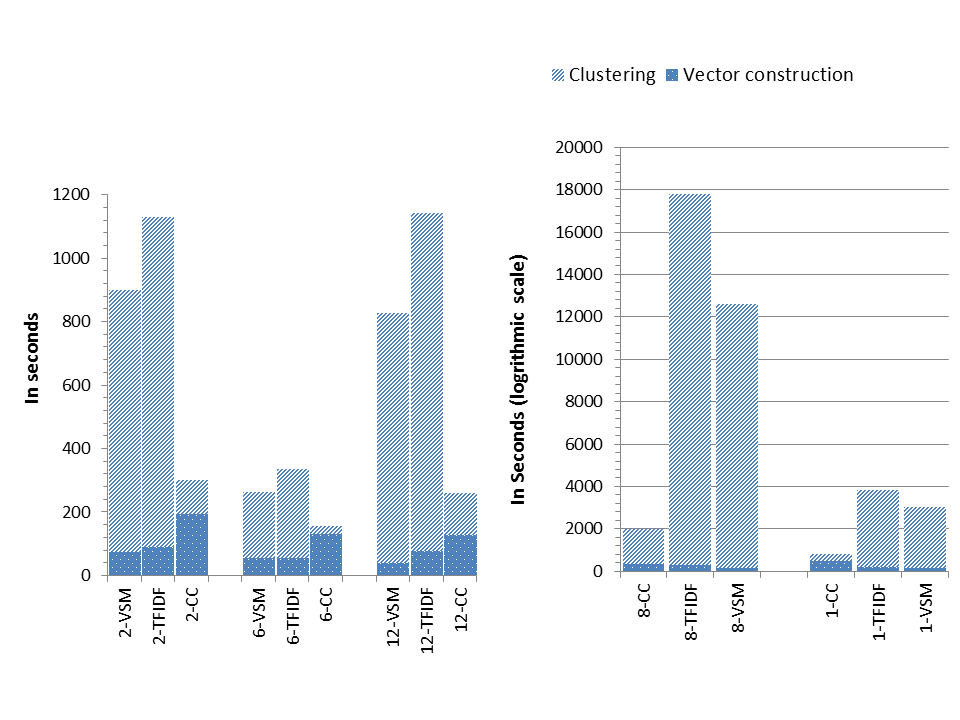 Clustering Vector construction
In seconds
1200
1000
800
600
400
200
0
2-VSM
2-TFIDF
2-CC
6-VSM
6-TFIDF
6-CC
12-VSM
12-TFIDF
12-CC
In Seconds (logrithmic scale)
20000
18000
16000
14000
12000
10000
8000
6000
4000
2000
0
8-CC
8-TFIDF
8-VSM
1-CC
1-TFIDF
1-VSM